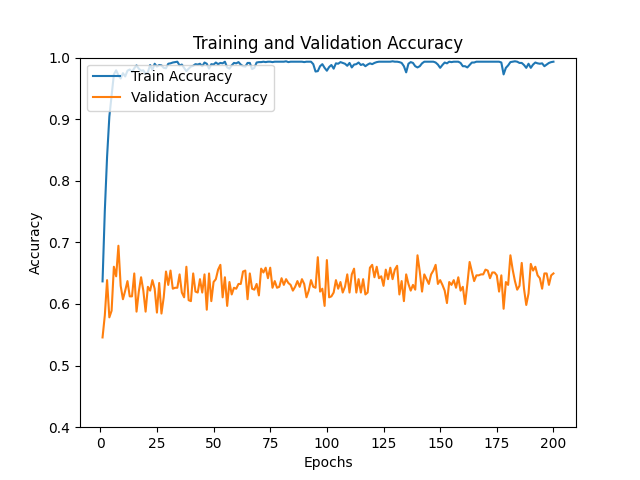 Training and Validation Accuracy
Train Accuracy
Validation Accuracy
Accuracy
1.0
0.9
0.8
0.7
0.6
0.5
0.4
0 25 50 75 100 125 150 175 200
Epochs